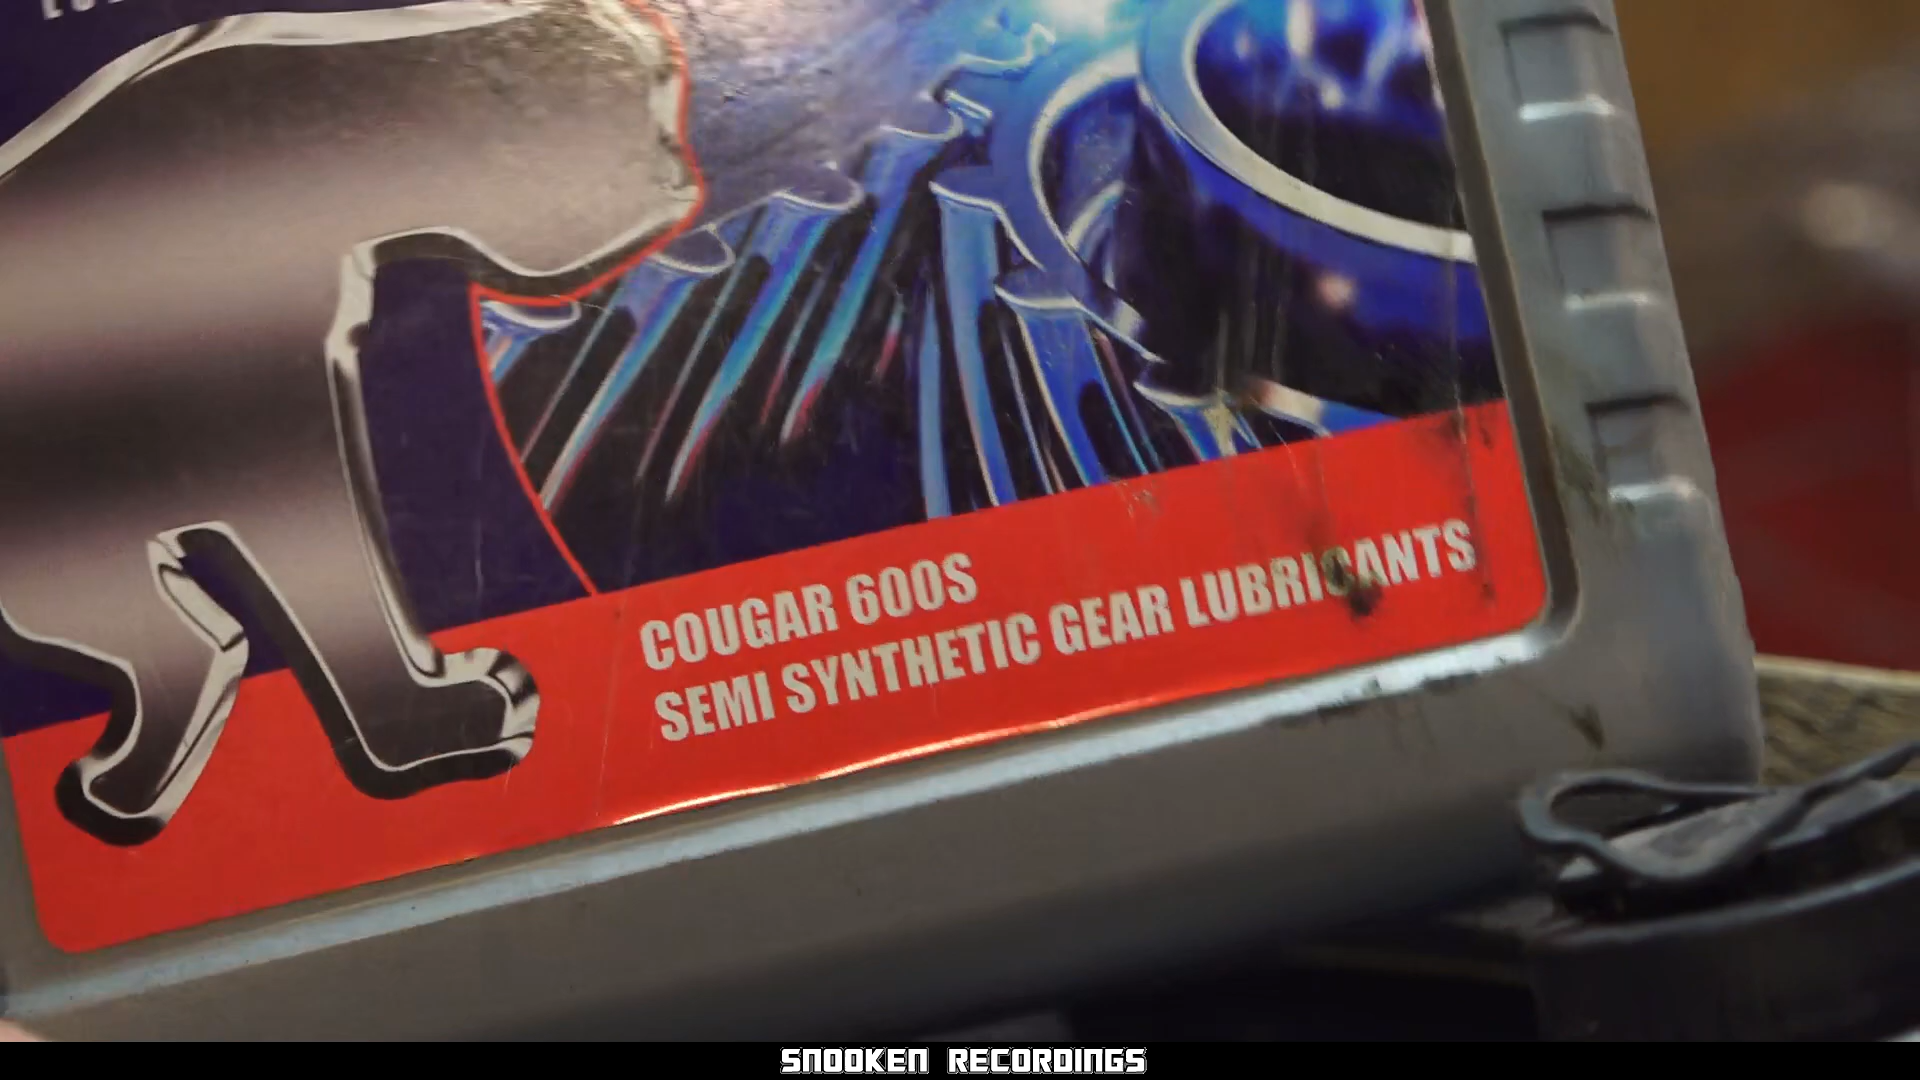 COUGAR 600S
SEMI SYNTHETIC GEAR LUBRICANTS
SNOOKEN RECORDINGS